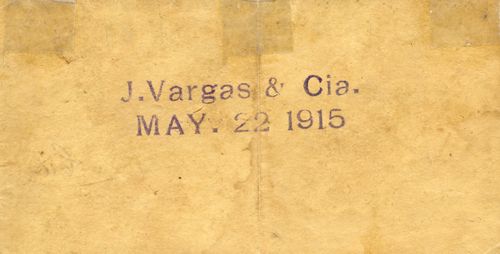 J.Vargas & Cia.
MAY. 22 1915